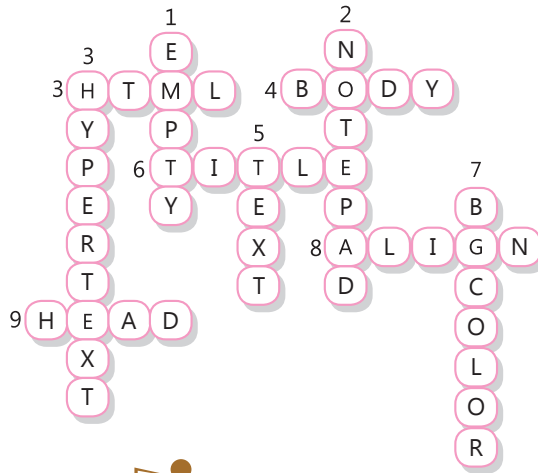 1 2
3 E N
3 H T M L 4 B O D Y
Y P 5 T
P 6 T I T L E 7
E Y E P B
R X 8 A L I G N
T T D C
9 H E A D O
X L
T O
R